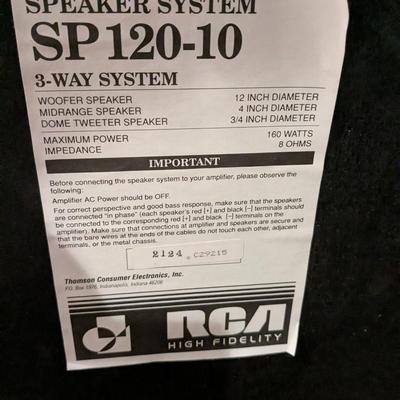 SPEAKER SYSTEM
SP120-10
3-WAY SYSTEM
WOOFER SPEAKER 12 INCH DIAMETER
MIDRANGE SPEAKER 4 INCH DIAMETER
DOME TWEETER SPEAKER 3/4 INCH DIAMETER
MAXIMUM POWER 160 WATTS
IMPEDANCE 8 OHMS
IMPORTANT
Before connecting the speaker system to your amplifier, please observe the
following:
Amplifier AC Power should be OFF.
For correct perspective and good bass response, make sure that the speakers
are connected "in phase" (each speaker's red [+] and black [–] terminals should
be connected to the corresponding red [+] and black [–] terminals on the
amplifier). Make sure that connections at amplifier and speakers are secure and
that the bare wires at the ends of the cables do not touch each other, adjacent
terminals, or the metal chassis.
2124 C29215
Thomson Consumer Electronics, Inc.
P.O. Box 1976, Indianapolis, Indiana 46206
RCA
HIGH FIDELITY